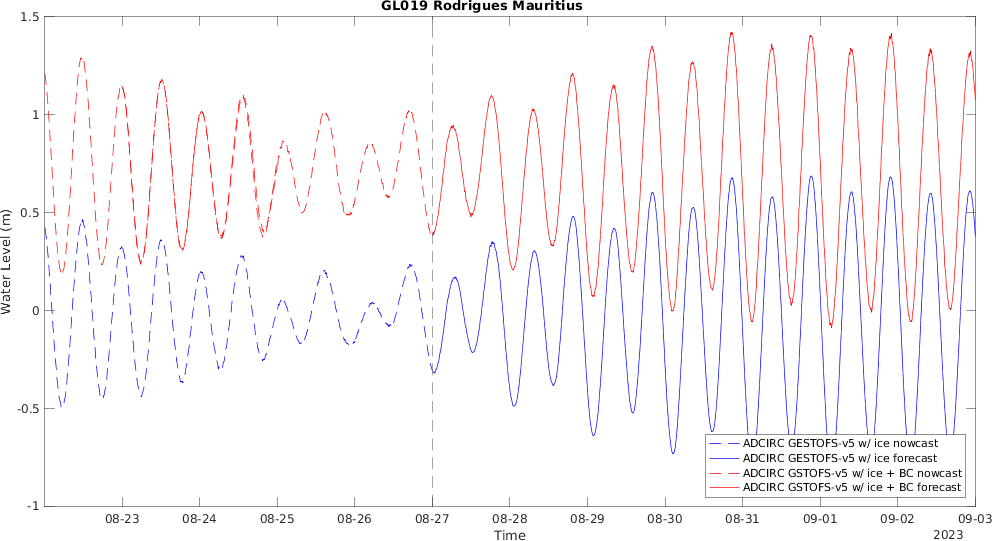 GL019 Rodrigues Mauritius
1.5
1
0.5
0
-0.5
-1
Water Level (m)
ADCIRC GESTOFS-v5 w/ ice nowcast
ADCIRC GESTOFS-v5 w/ ice forecast
ADCIRC GSTOFS-v5 w/ ice + BC nowcast
ADCIRC GSTOFS-v5 w/ ice + BC forecast
08-23 08-24 08-25 08-26 08-27 08-28 08-29 08-30 08-31 09-01 09-02 09-03
Time
2023